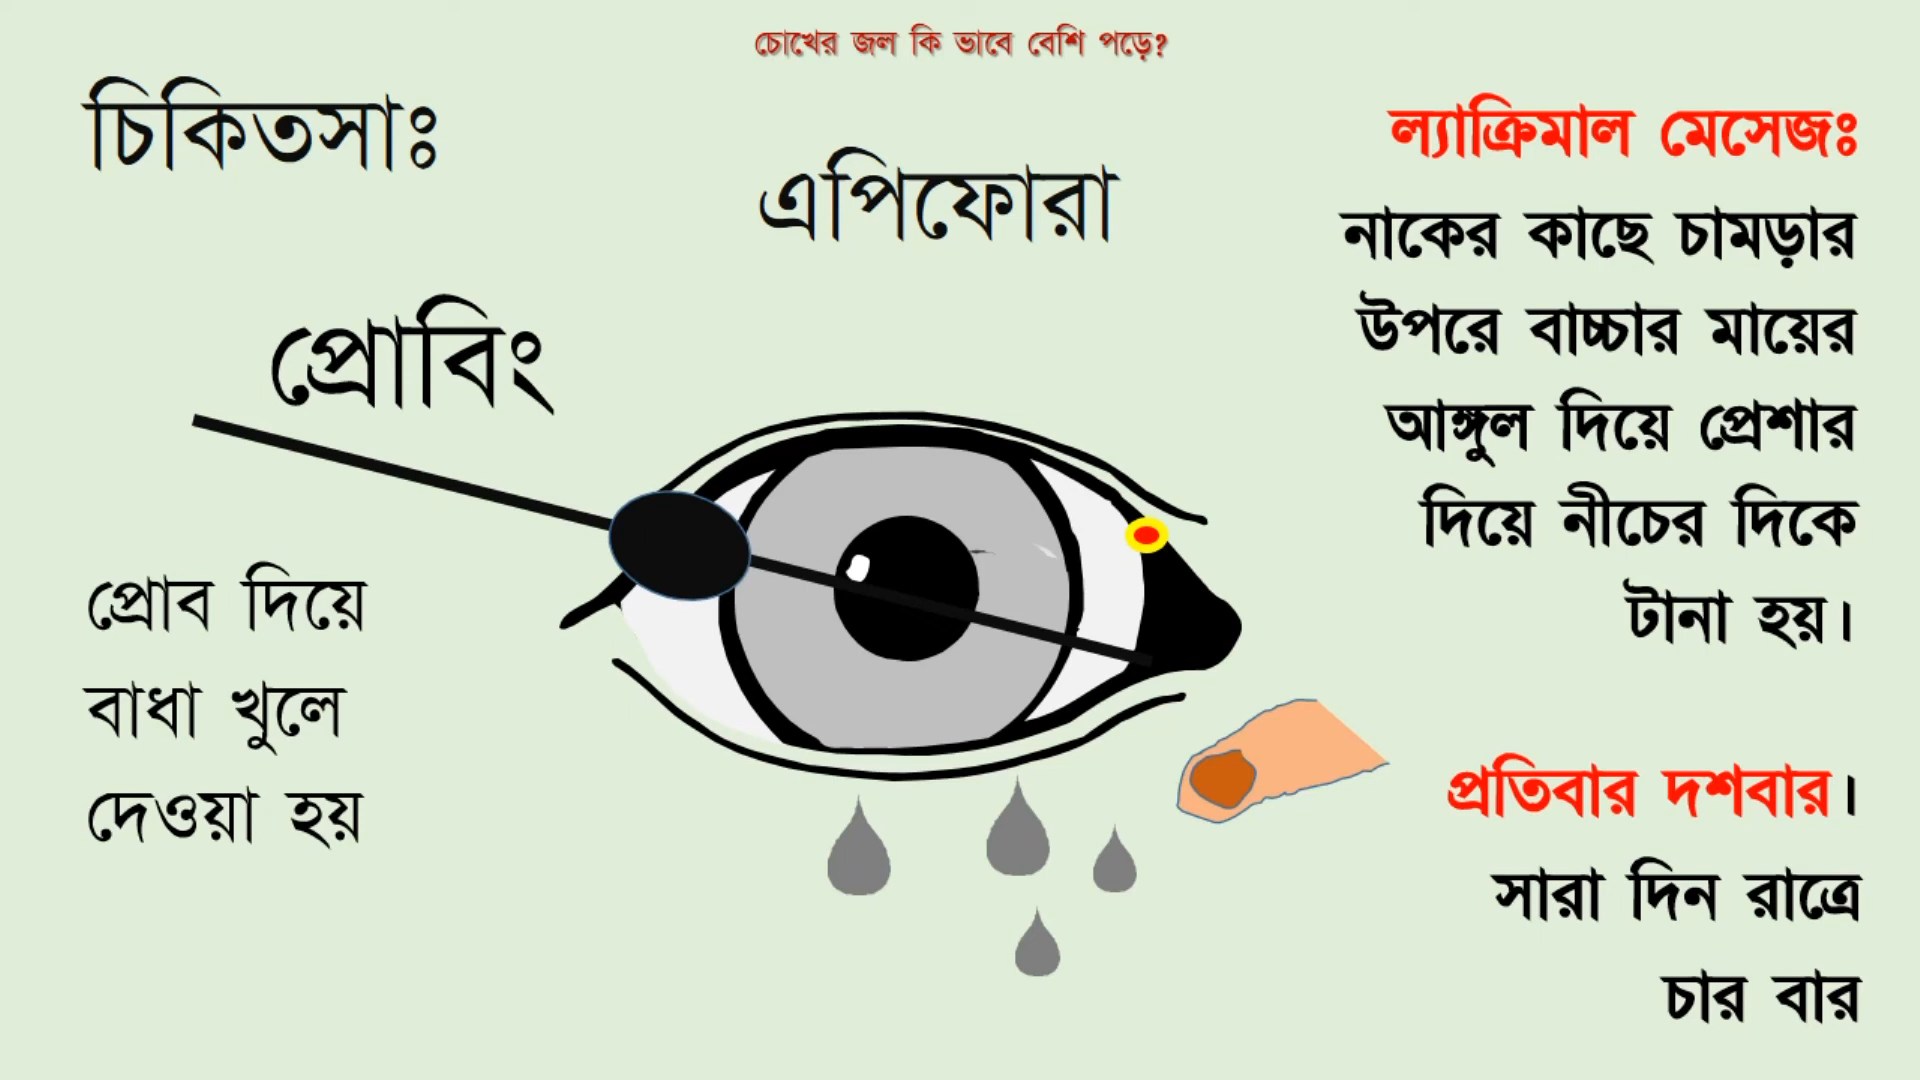 চোখের জল কি ভাবে বেশি পড়ে?
চিকিতসাঃ
এপিফোরা
প্রোবিং
প্রোব দিয়ে
বাধা খুলে
দেওয়া হয়
ল্যাক্রিমাল মেসেজঃ
নাকের কাছে চামড়ার
উপরে বাচ্চার মায়ের
আঙ্গুল দিয়ে প্রেশার
দিয়ে নীচের দিকে
টানা হয়।
প্রতিবার দশবার।
সারা দিন রাত্রে
চার বার